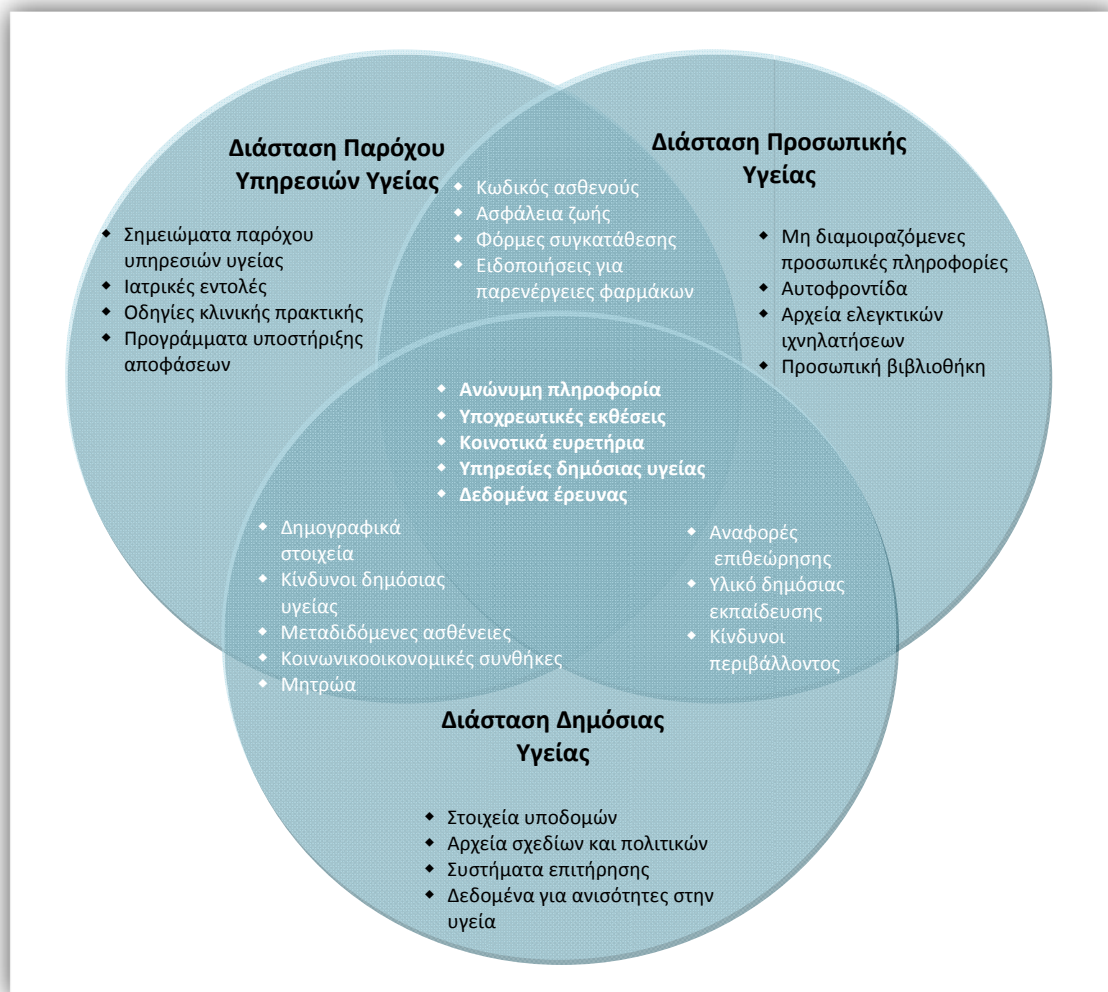 Διάσταση Παρόχου
Υπηρεσιών Υγείας
◆ Σημειώματα παρόχου
υπηρεσιών υγείας
◆ Ιατρικές εντολές
◆ Οδηγίες κλινικής πρακτικής
◆ Προγράμματα υποστήριξης
αποφάσεων
◆ Κωδικός ασθενούς
◆ Ασφάλεια ζωής
◆ Φόρμες συγκατάθεσης
◆ Ειδοποιήσεις για
παρενέργειες φαρμάκων
Διάσταση Προσωπικής
Υγείας
◆ Μη διαμοιραζόμενες
προσωπικές πληροφορίες
◆ Αυτοφροντίδα
◆ Αρχεία ελεγκτικών
ιχνηλατήσεων
◆ Προσωπική βιβλιοθήκη
◆ Ανώνυμη πληροφορία
◆ Υποχρεωτικές εκθέσεις
◆ Κοινοτικά ευρετήρια
◆ Υπηρεσίες δημόσιας υγείας
◆ Δεδομένα έρευνας
◆ Δημογραφικά
στοιχεία
◆ Κίνδυνοι δημόσιας
υγείας
◆ Μεταδιδόμενες ασθένειες
◆ Κοινωνικοοικονομικές συνθήκες
◆ Μητρώα
◆ Αναφορές
επιθεώρησης
◆ Υλικό δημόσιας
εκπαίδευσης
◆ Κίνδυνοι
περιβάλλοντος
Διάσταση Δημόσιας
Υγείας
◆ Στοιχεία υποδομών
◆ Αρχεία σχεδίων και πολιτικών
◆ Συστήματα επιτήρησης
◆ Δεδομένα για ανισότητες στην
υγεία